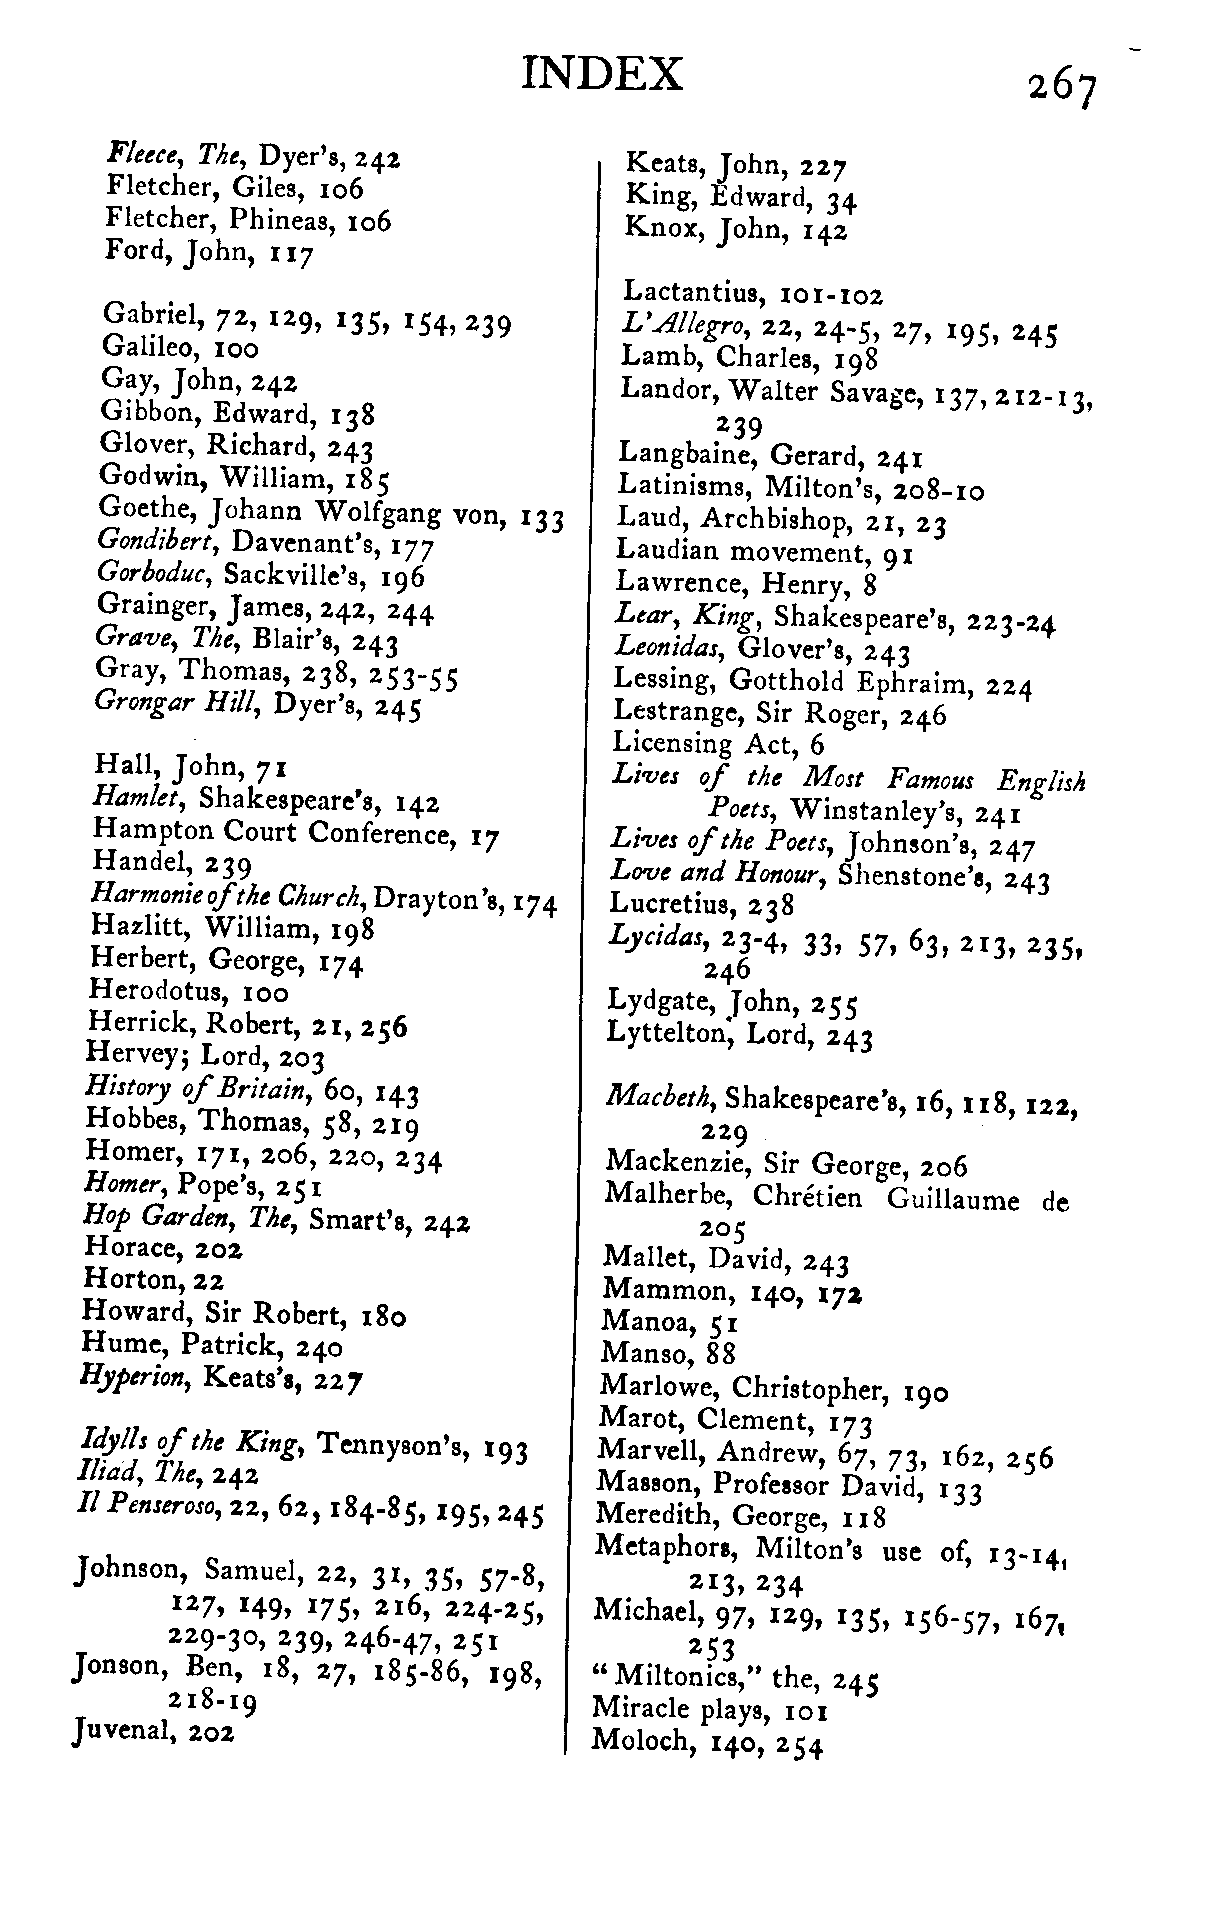 INDEX
267
Fleece, The, Dyer's, 242
Fletcher, Giles, 106
Fletcher, Phineas, 106
Ford, John, 117
Gabriel, 72, 129, 135, 154, 239
Galileo, 100
Gay, John, 242
Gibbon, Edward, 138
Glover, Richard, 243
Godwin, William, 185
Goethe, Johann Wolfgang von, 133
Gondibert, Davenant's, 177
Gorboduc, Sackville's, 196
Grainger, James, 242, 244
Grave, The, Blair's, 243
Gray, Thomas, 238, 253-55
Grongar Hill, Dyer's, 245
Hall, John, 71
Hamlet, Shakespeare's, 142
Hampton Court Conference, 17
Handel, 239
Harmonie of the Church, Drayton's, 174
Hazlitt, William, 198
Herbert, George, 174
Herodotus, 100
Herrick, Robert, 21, 256
Hervey; Lord, 203
History of Britain, 60, 143
Hobbes, Thomas, 58, 219
Homer, 171, 206, 220, 234
Homer, Pope's, 251
Hop Garden, The, Smart's, 242
Horace, 202
Horton, 22
Howard, Sir Robert, 180
Hume, Patrick, 240
Hyperion, Keats's, 227
Idylls of the King, Tennyson's, 193
Iliad, The, 242
Il Penseroso, 22, 62, 184-85, 195, 245
Johnson, Samuel, 22, 31, 35, 57-8,
127, 149, 175, 216, 224-25,
229-30, 239, 246-47, 251
Jonson, Ben, 18, 27, 185-86, 198,
218-19
Juvenal, 202
Keats, John, 227
King, Edward, 34
Knox, John, 142
Lactantius, 101-102
L'Allegro, 22, 24-5, 27, 195, 245
Lamb, Charles, 198
Landor, Walter Savage, 137, 212-13,
239
Langbaine, Gerard, 241
Latinisms, Milton's, 208-10
Laud, Archbishop, 21, 23
Laudian movement, 91
Lawrence, Henry, 8
Lear, King, Shakespeare's, 223-24
Leonidas, Glover's, 243
Lessing, Gotthold Ephraim, 224
Lestrange, Sir Roger, 246
Licensing Act, 6
Lives of the Most Famous English
Poets, Winstanley's, 241
Lives of the Poets, Johnson's, 247
Love and Honour, Shenstone's, 243
Lucretius, 238
Lycidas, 23-4, 33, 57, 63, 213, 235,
246
Lydgate, John, 255
Lyttelton, Lord, 243
Macbeth, Shakespeare's, 16, 118, 122,
229
Mackenzie, Sir George, 206
Malherbe, Chrétien Guillaume de
205
Mallet, David, 243
Mammon, 140, 172
Manoa, 51
Manso, 88
Marlowe, Christopher, 190
Marot, Clement, 173
Marvell, Andrew, 67, 73, 162, 256
Masson, Professor David, 133
Meredith, George, 118
Metaphors, Milton's use of, 13-14,
213, 234
Michael, 97, 129, 135, 156-57, 167,
253
"Miltonics," the, 245
Miracle plays, 101
Moloch, 140, 254